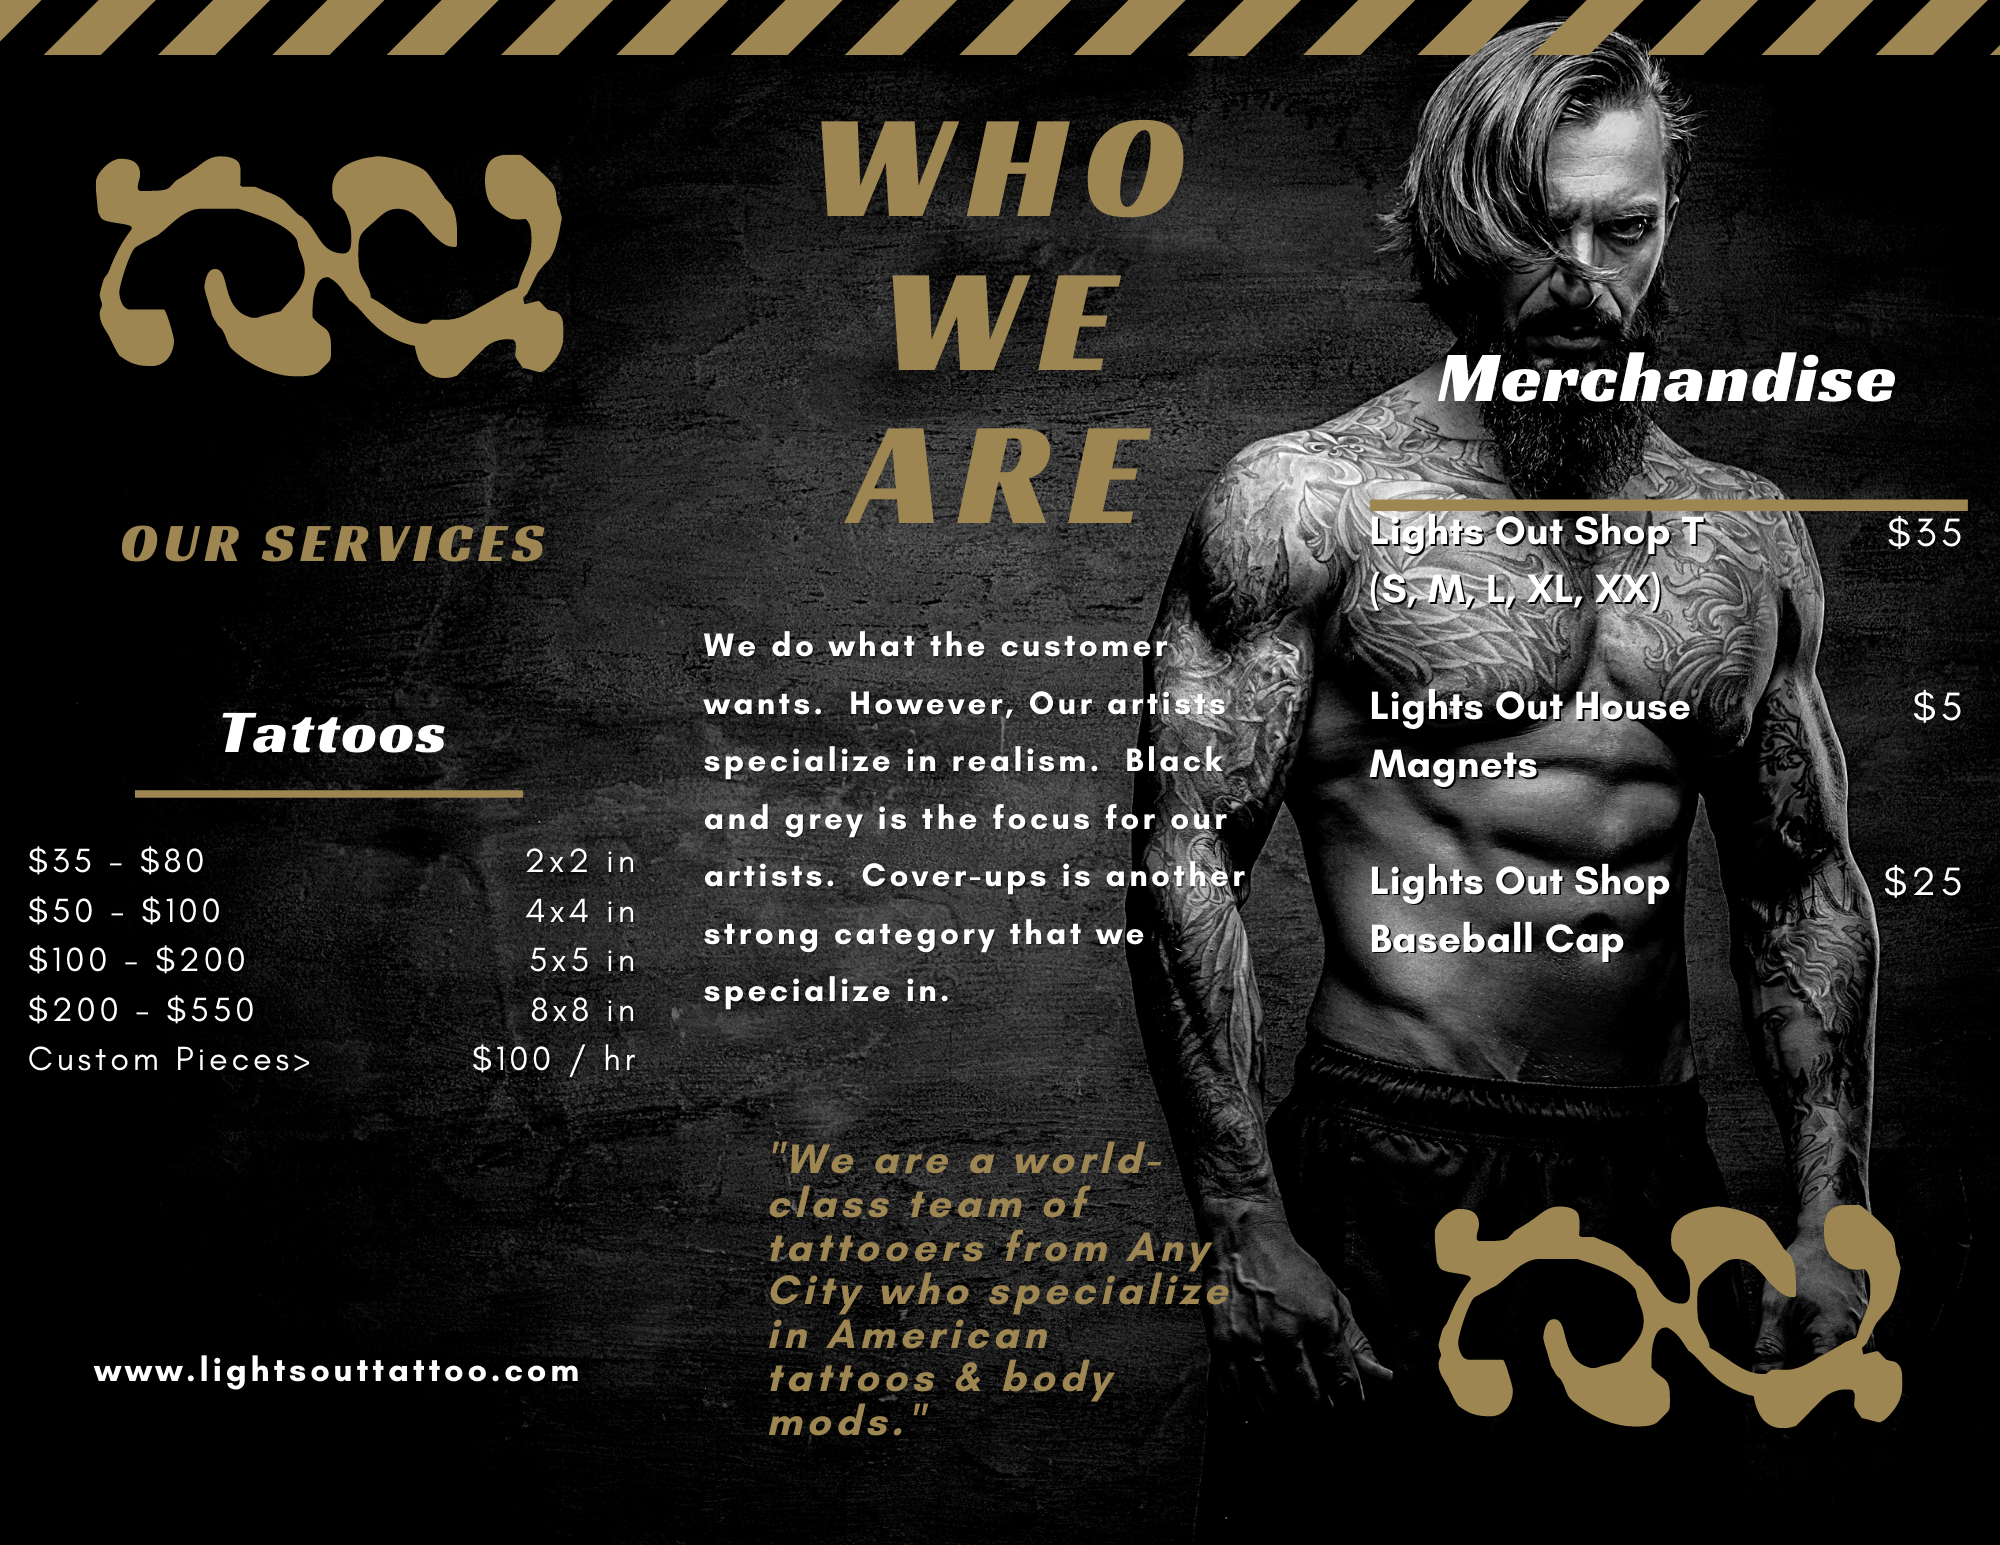 OUR SERVICES
Tattoos
$35 - $80 2x2 in
$50 - $100 4x4 in
$100 - $200 5x5 in
$200 - $550 8x8 in
Custom Pieces> $100 / hr
www.lightsouttattoo.com
WHO
WE
ARE
We do what the customer
wants.  However, Our artists
specialize in realism.  Black
and grey is the focus for our
artists.  Cover-ups is another
strong category that we
specialize in.
"We are a world-
class team of
tattooers from Any
City who specialize
in American
tattoos & body
mods."
Merchandise
Lights Out Shop T $35
(S, M, L, XL, XX)
Lights Out House $5
Magnets
Lights Out Shop $25
Baseball Cap